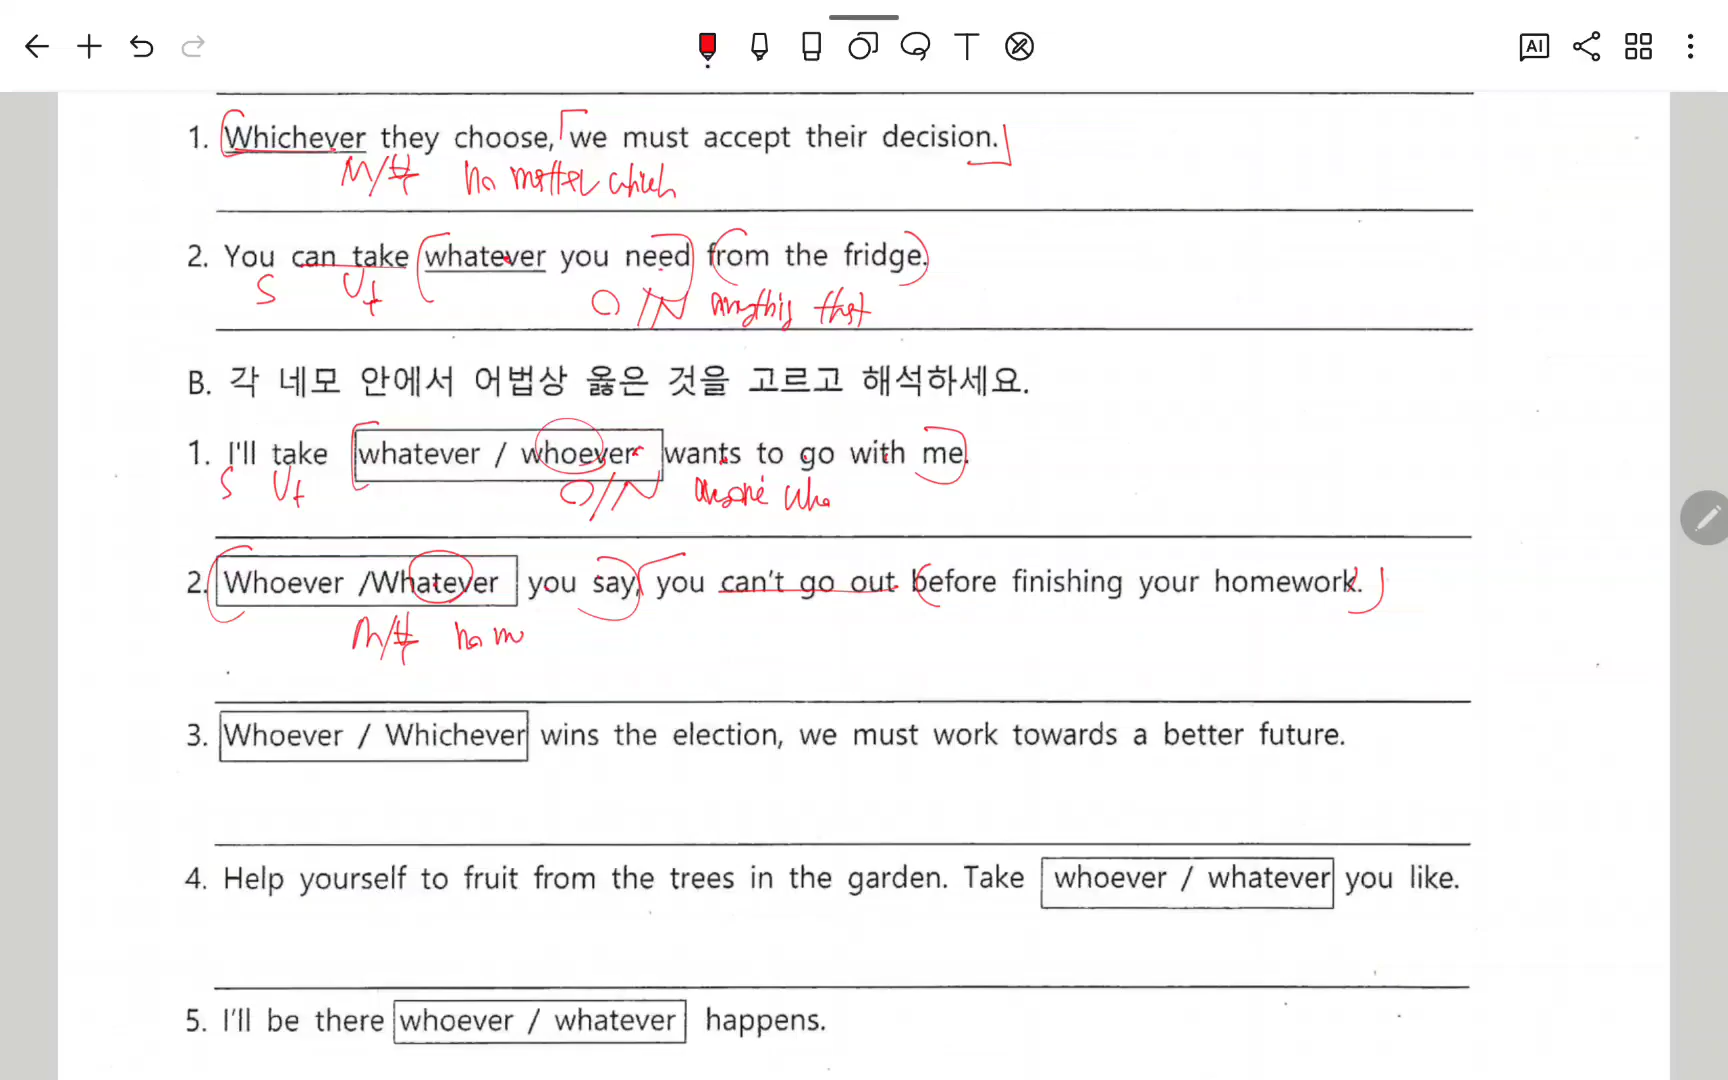 AI
1. Whichever they choose, we must accept their decision.
M/부 no matter which
2. You can take whatever you need from the fridge.
S Vt O/N anything that
B. 각 네모 안에서 어법상 옳은 것을 고르고 해석하세요.
1. I'll take whatever / whoever wants to go with me.
S Vt O/N who
2. Whoever /Whatever you say, you can't go out before finishing your homework.
M/부 no m
3. Whoever / Whichever wins the election, we must work towards a better future.
4. Help yourself to fruit from the trees in the garden. Take whoever / whatever you like.
5. I'll be there whoever / whatever happens.